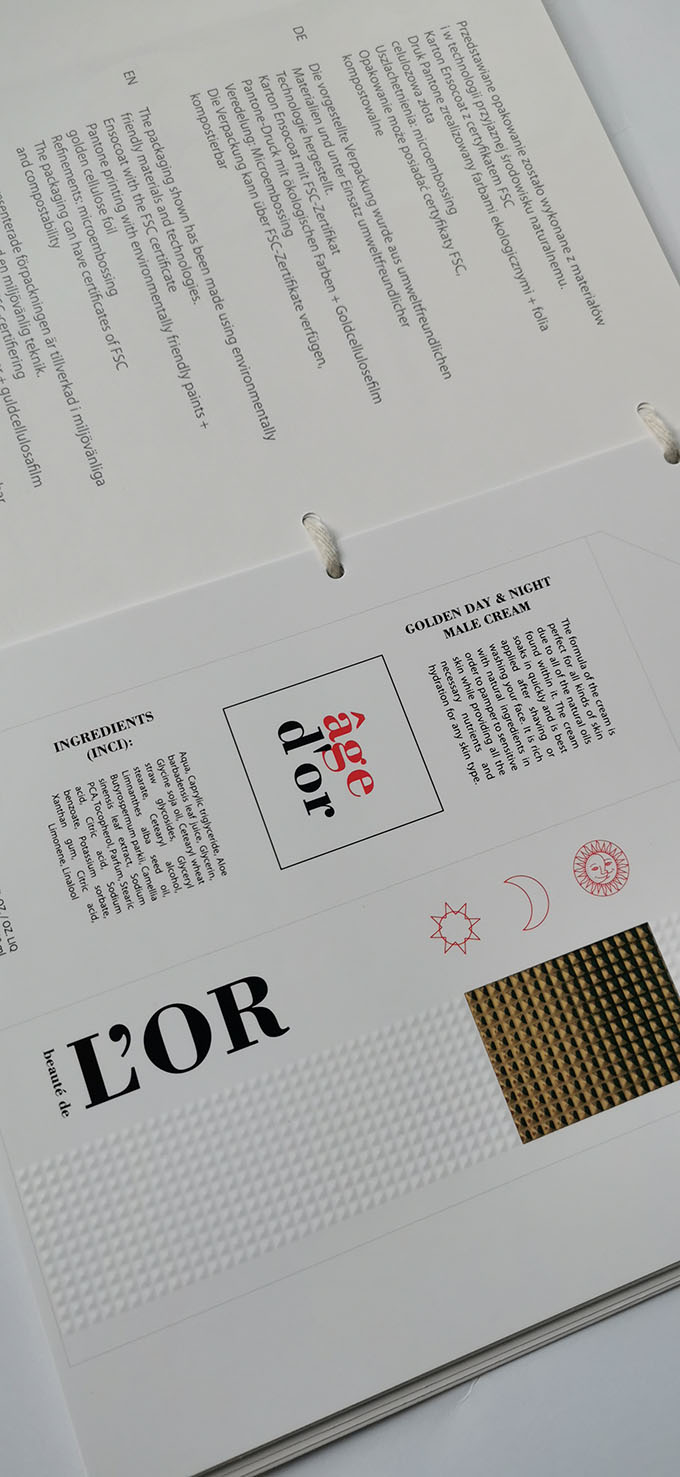 Przedstawiane opakowanie zostało wykonane z materiałów
i w technologii przyjaznej środowisku naturalnemu.
Karton Ensocoat z certyfikatem FSC
Druk Pantone zrealizowany farbami ekologicznymi + folia
celulozowa złota
Uszlachetnienia: microembossing
Opakowanie może posiadać certyfikaty FSC,
kompostowalne
DE
Die vorgestellte Verpackung wurde aus umweltfreundlichen
Materialien und unter Einsatz umweltfreundlicher
Technologie hergestellt.
Karton Ensocoat mit FSC-Zertifikat
Pantone-Druck mit ökologischen Farben + Goldcellulosefilm
Veredelung: Microembossing
Die Verpackung kann über FSC-Zertifikate verfügen,
kompostierbar
EN
The packaging shown has been made using environmentally
friendly materials and technologies.
Ensocoat with the FSC certificate
Pantone printing with environmentally friendly paints +
golden cellulose foil
Refinements: microembossing
The packaging can have certificates of FSC
and compostability
förpackningen är tillverkad i miljövänliga
miljövänlig teknik.
guldcellulosafilm
GOLDEN DAY & NIGHT
MALE CREAM
The formula of the cream is
perfect for all kinds of skin
due to all of the natural oils
found within it. The cream
soaks in quickly and is best
applied after shaving or
washing your face. It is rich
with natural ingredients in
order to pamper to sensitive
skin while providing all the
necessary nutrients and
hydration for any skin type.
âge
d'or
INGREDIENTS
(INCI):
Aqua, Caprylic triglyceride, Aloe
barbadensis leaf juice, Glycerin,
Glycine soja oil, Cetearyl wheat
straw glycosides, alcohol, Glyceryl
stearate, Cetearyl
Limnanthes alba seed oil,
Butyrospermum parkii, Camellia
sinensis leaf extract, Sodium
PCA, Tocopherol, Parfum, Stearic
acid, Citric acid, Sodium
benzoate, Potassium sorbate,
Xanthan gum, Citric acid,
Limonene, Linalool
OZ./OZ. LIQ
ml
beauté de
L'OR